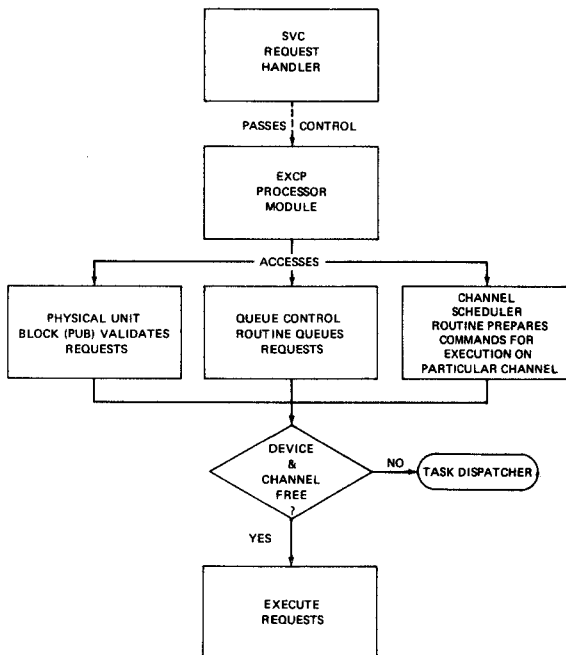 SVC
REQUEST
HANDLER
PASSES CONTROL
EXCP
PROCESSOR
MODULE
ACCESSES
PHYSICAL UNIT
BLOCK (PUB) VALIDATES
REQUESTS
QUEUE CONTROL
ROUTINE QUEUES
REQUESTS
CHANNEL
SCHEDULER
ROUTINE PREPARES
COMMANDS FOR
EXECUTION ON
PARTICULAR CHANNEL
DEVICE
&
CHANNEL
FREE
?
NO
TASK DISPATCHER
YES
EXECUTE
REQUESTS